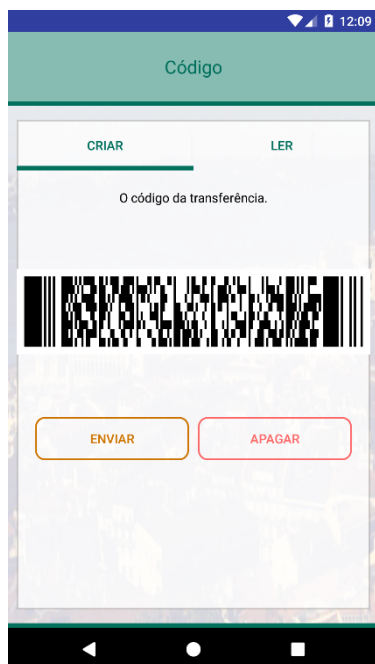 12:09
Código
CRIAR
LER
O código da transferência.
ENVIAR
APAGAR